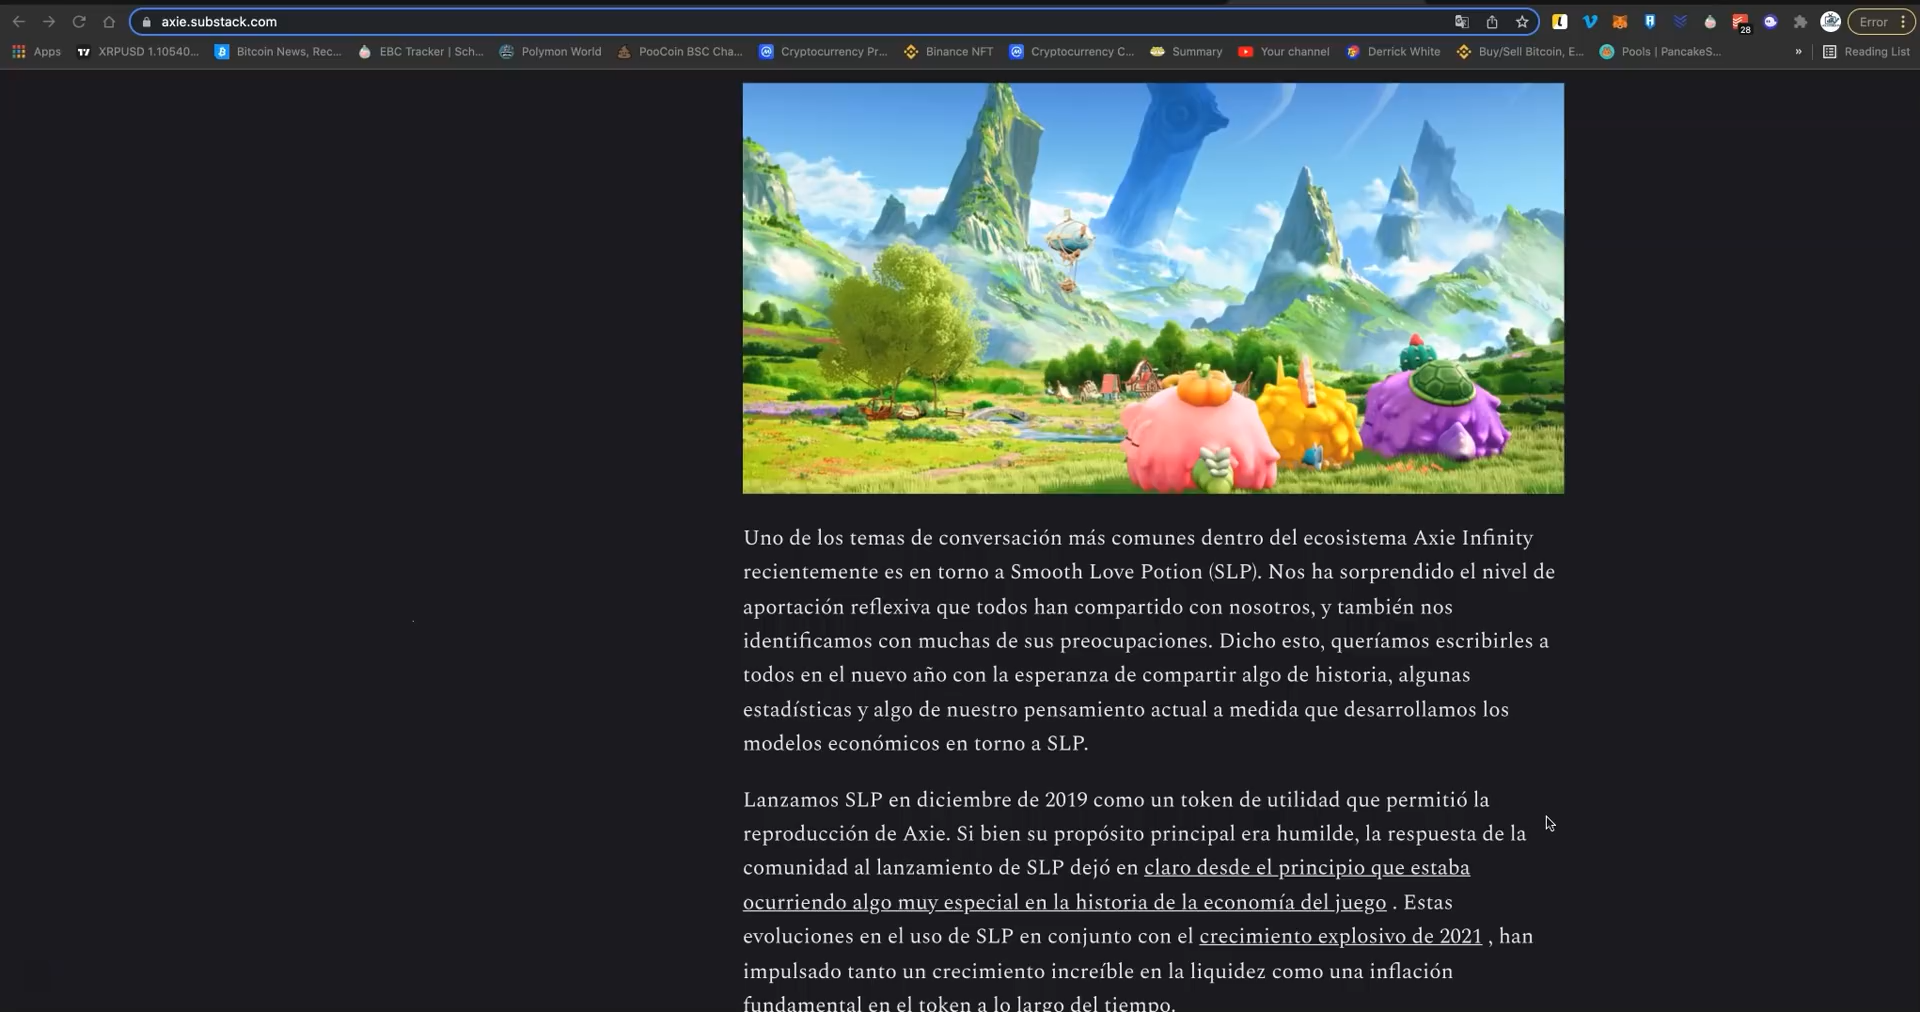 axie.substack.com
Error
28
Apps
XRPUSD 1.10540...
Bitcoin News, Rec...
EBC Tracker | Sch...
Polymon World
PooCoin BSC Cha...
Cryptocurrency Pr...
Binance NFT
Cryptocurrency C...
Summary
Your channel
Derrick White
Buy/Sell Bitcoin, E...
Pools | PancakeS...
»
Reading List
Uno de los temas de conversación más comunes dentro del ecosistema Axie Infinity
recientemente es en torno a Smooth Love Potion (SLP). Nos ha sorprendido el nivel de
aportación reflexiva que todos han compartido con nosotros, y también nos
identificamos con muchas de sus preocupaciones. Dicho esto, queríamos escribirles a
todos en el nuevo año con la esperanza de compartir algo de historia, algunas
estadísticas y algo de nuestro pensamiento actual a medida que desarrollamos los
modelos económicos en torno a SLP.
Lanzamos SLP en diciembre de 2019 como un token de utilidad que permitió la
reproducción de Axie. Si bien su propósito principal era humilde, la respuesta de la
comunidad al lanzamiento de SLP dejó en claro desde el principio que estaba
ocurriendo algo muy especial en la historia de la economía del juego . Estas
evoluciones en el uso de SLP en conjunto con el crecimiento explosivo de 2021 , han
impulsado tanto un crecimiento increíble en la liquidez como una inflación
fundamental en el token a lo largo del tiempo.